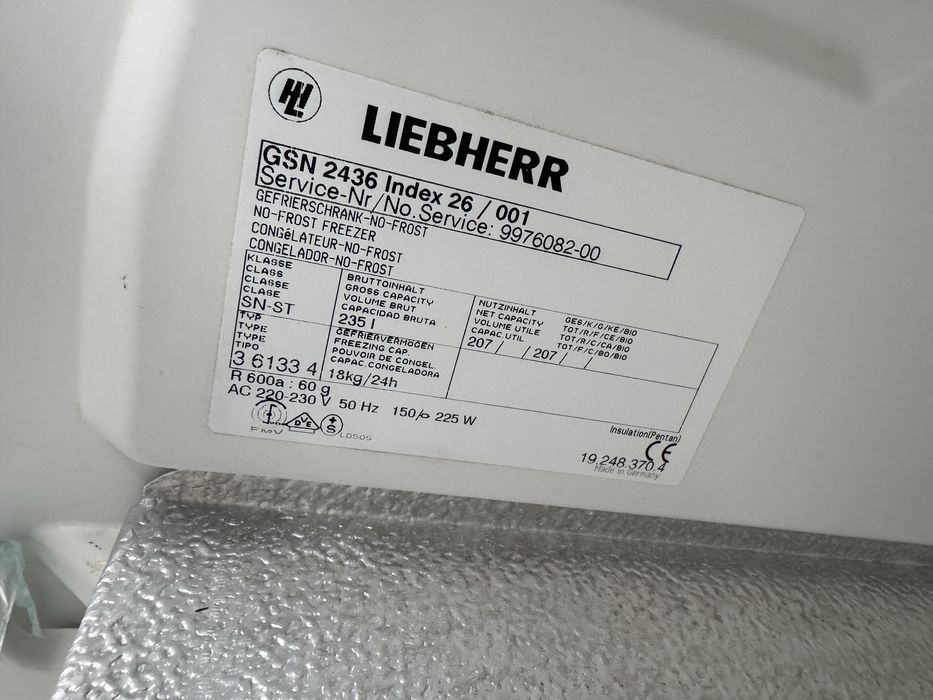 LIEBHERR
GSN 2436 Index 26 / 001
Service-Nr/No.Service: 9976082-00
GEFRIERSCHRANK-NO-FROST
NO-FROST FREEZER
CONGéLATEUR-NO-FROST
CONGELADOR-NO-FROST
KLASSE
CLASS
CLASSE
CLASE
SN-ST
BRUTTOINHALT
GROSS CAPACITY
VOLUME BRUT
CAPACIDAD BRUTA
235 l
NUTZINHALT GES/K/G/KE/BIO
NET CAPACITY TOT/R/F/CE/BIO
VOLUME UTILE TOT/R/C/CA/BIO
CAPAC.UTIL TOT/F/C/BO/BIO
207 / / 207 / /
TYP
TYPE
TYPE
TIPO
3 6133 4
GEFRIERVERMÖGEN
FREEZING CAP.
POUVOIR DE CONGEL.
CAPAC.CONGELADORA
18kg/24h
R 600a : 60 g
AC 220-230 V 50 Hz 150/ 225 W
Insulation(Pentan)
FMV
DVE
+S
LD505
CE
19.248.370.4
Made in Germany